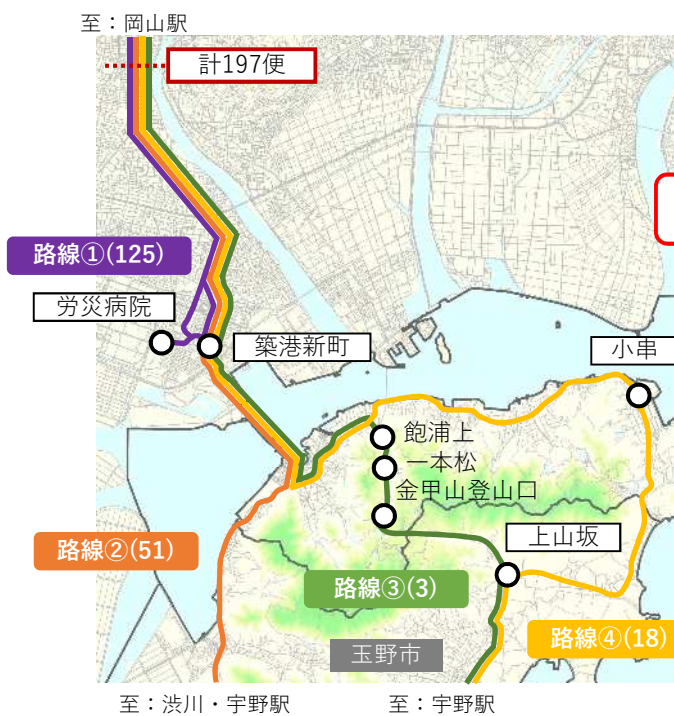 至：岡山駅
計197便
路線①(125)
労災病院
築港新町
小串
飽浦上
一本松
金甲山登山口
上山坂
路線②(51)
路線③(3)
路線④(18)
玉野市
至：渋川・宇野駅
至：宇野駅